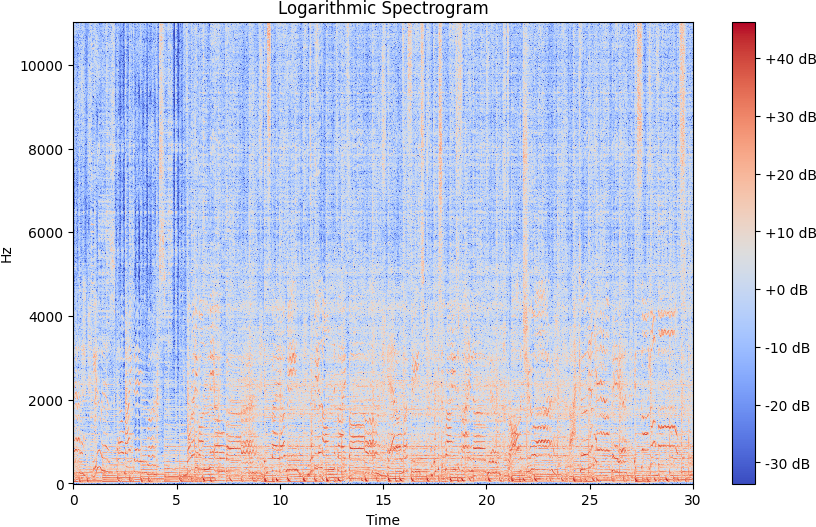 Logarithmic Spectrogram
Hz
10000
8000
6000
4000
2000
0
0 5 10 15 20 25 30
Time
+40 dB
+30 dB
+20 dB
+10 dB
+0 dB
-10 dB
-20 dB
-30 dB